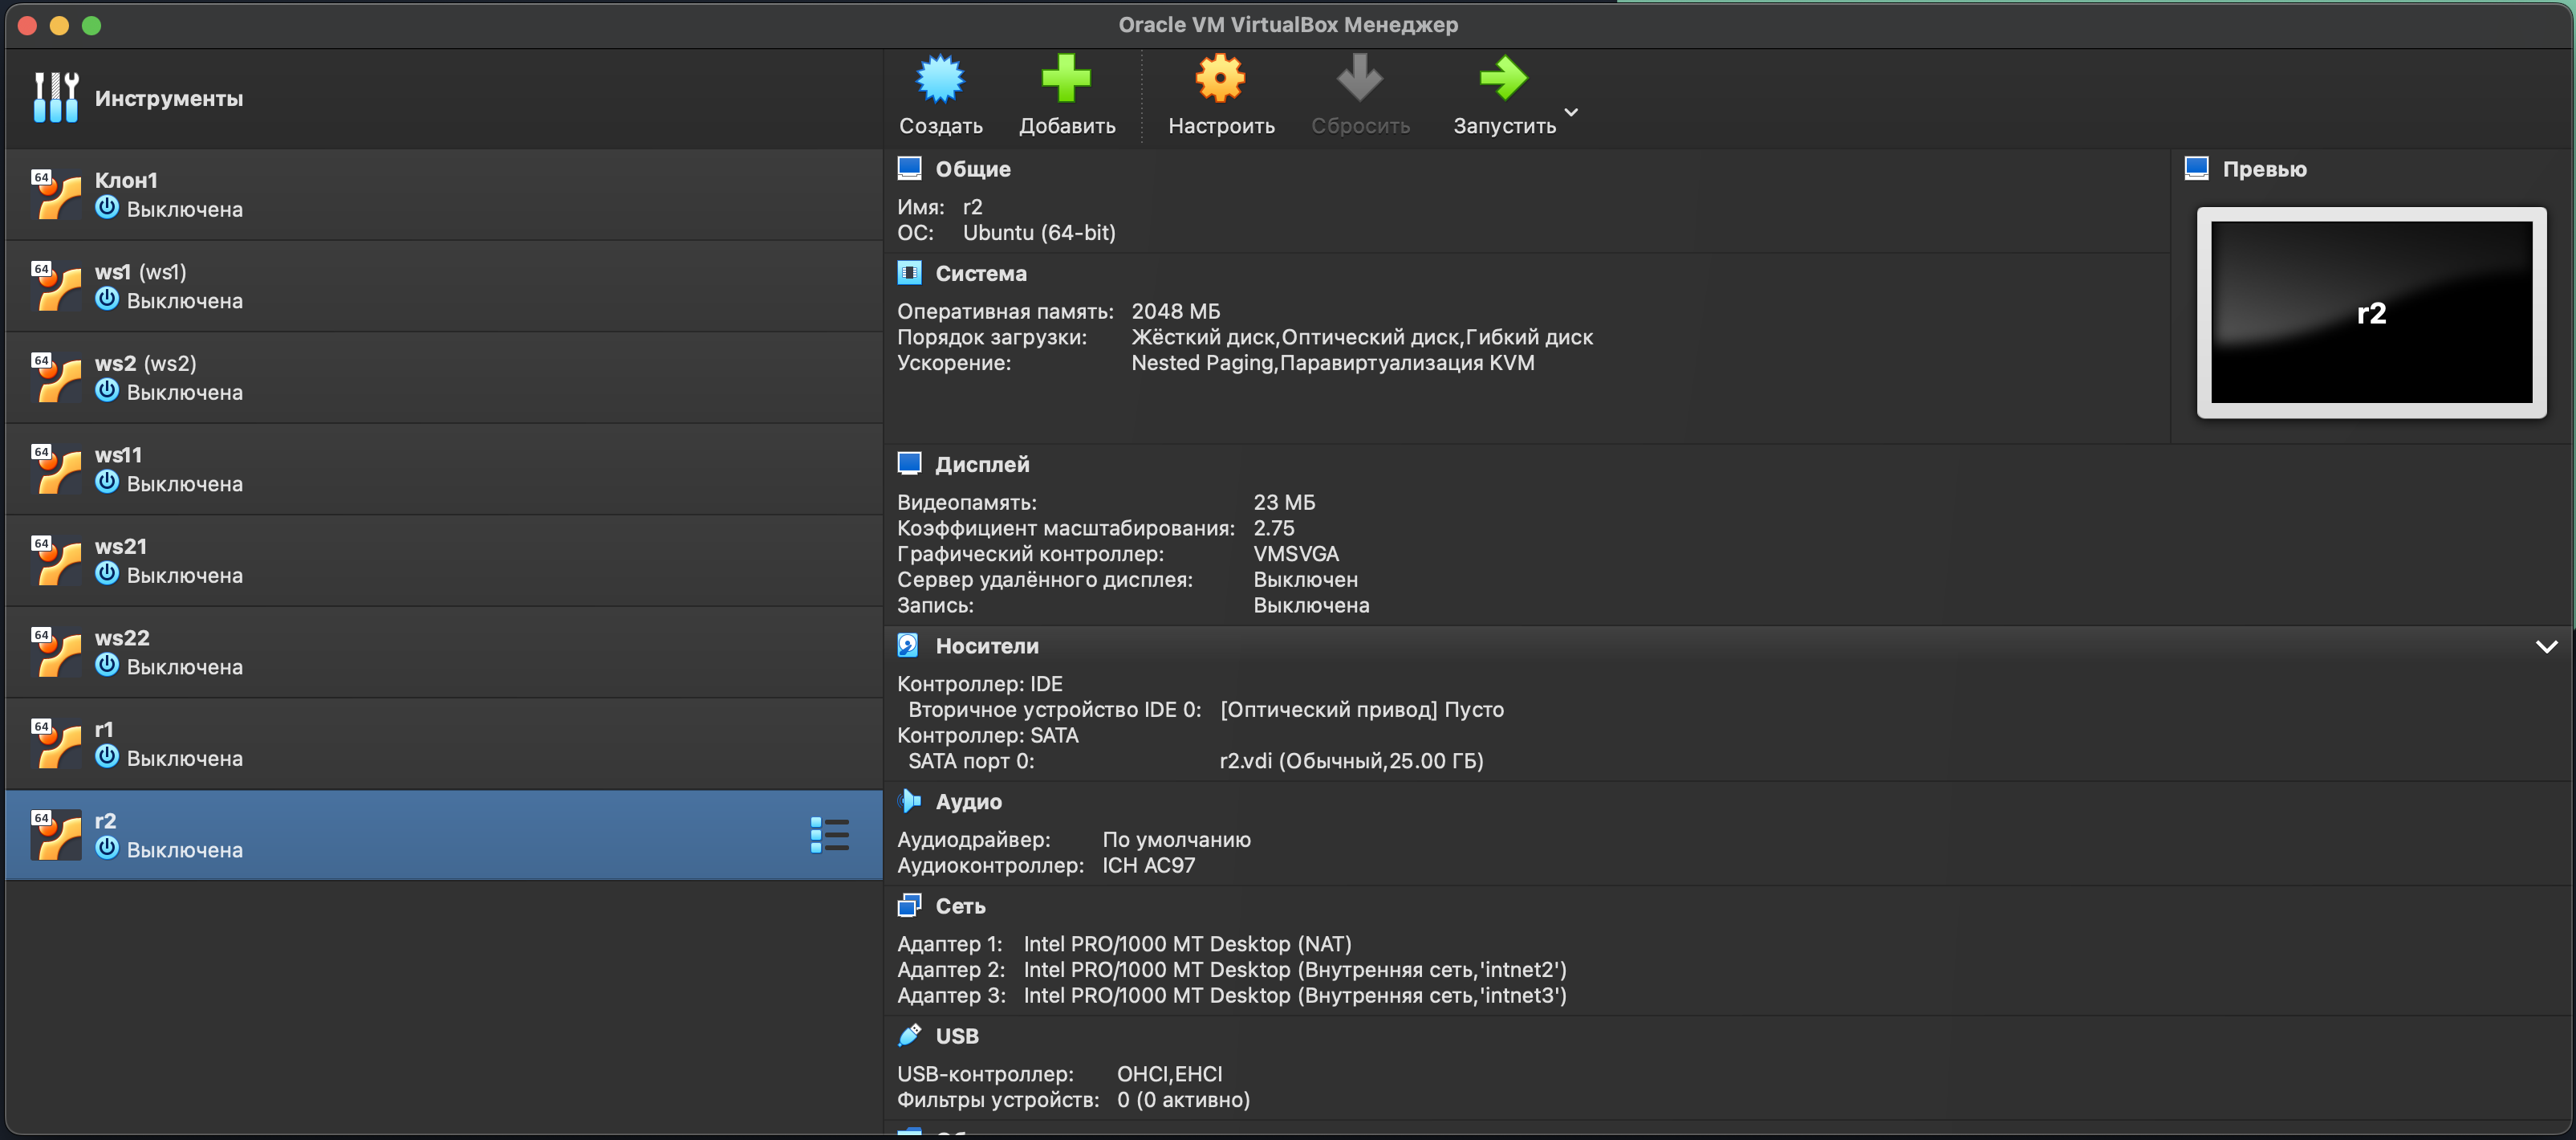 Oracle VM VirtualBox Менеджер
Инструменты
Создать
Добавить
Настроить
Сбросить
Запустить
64
Клон1
Выключена
64
ws1 (ws1)
Выключена
64
ws2 (ws2)
Выключена
64
ws11
Выключена
64
ws21
Выключена
64
ws22
Выключена
64
r1
Выключена
64
r2
Выключена
Общие
Имя: r2
ОС: Ubuntu (64-bit)
Система
Оперативная память: 2048 МБ
Порядок загрузки: Жёсткий диск,Оптический диск,Гибкий диск
Ускорение: Nested Paging,Паравиртуализация KVM
Превью
r2
Дисплей
Видеопамять: 23 МБ
Коэффициент масштабирования: 2.75
Графический контроллер: VMSVGA
Сервер удалённого дисплея: Выключен
Запись: Выключена
Носители
Контроллер: IDE
Вторичное устройство IDE 0: [Оптический привод] Пусто
Контроллер: SATA
SATA порт 0: r2.vdi (Обычный,25.00 ГБ)
Аудио
Аудиодрайвер: По умолчанию
Аудиоконтроллер: ICH AC97
Сеть
Адаптер 1: Intel PRO/1000 MT Desktop (NAT)
Адаптер 2: Intel PRO/1000 MT Desktop (Внутренняя сеть,'intnet2')
Адаптер 3: Intel PRO/1000 MT Desktop (Внутренняя сеть,'intnet3')
USB
USB-контроллер: OHCI,EHCI
Фильтры устройств: 0 (0 активно)